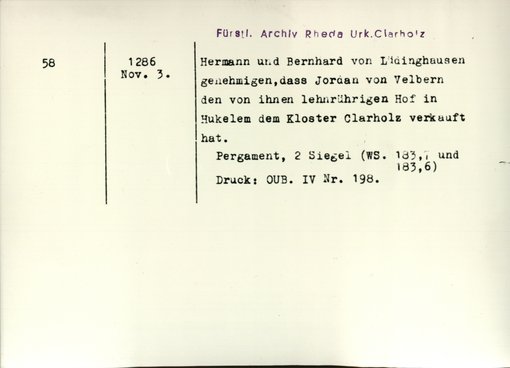 Fürstl. Archiv Rheda Urk. Clarholz
58
1286
Nov. 3.
Hermann und Bernhard von Lüdinghausen
genehmigen,dass Jordan von Velbern
den von ihnen lehnrührigen Hof in
Hukelem dem Kloster Clarholz verkauft
hat.
Pergament, 2 Siegel (WS. 183,7 und
183,6)
Druck: OUB. IV Nr. 198.